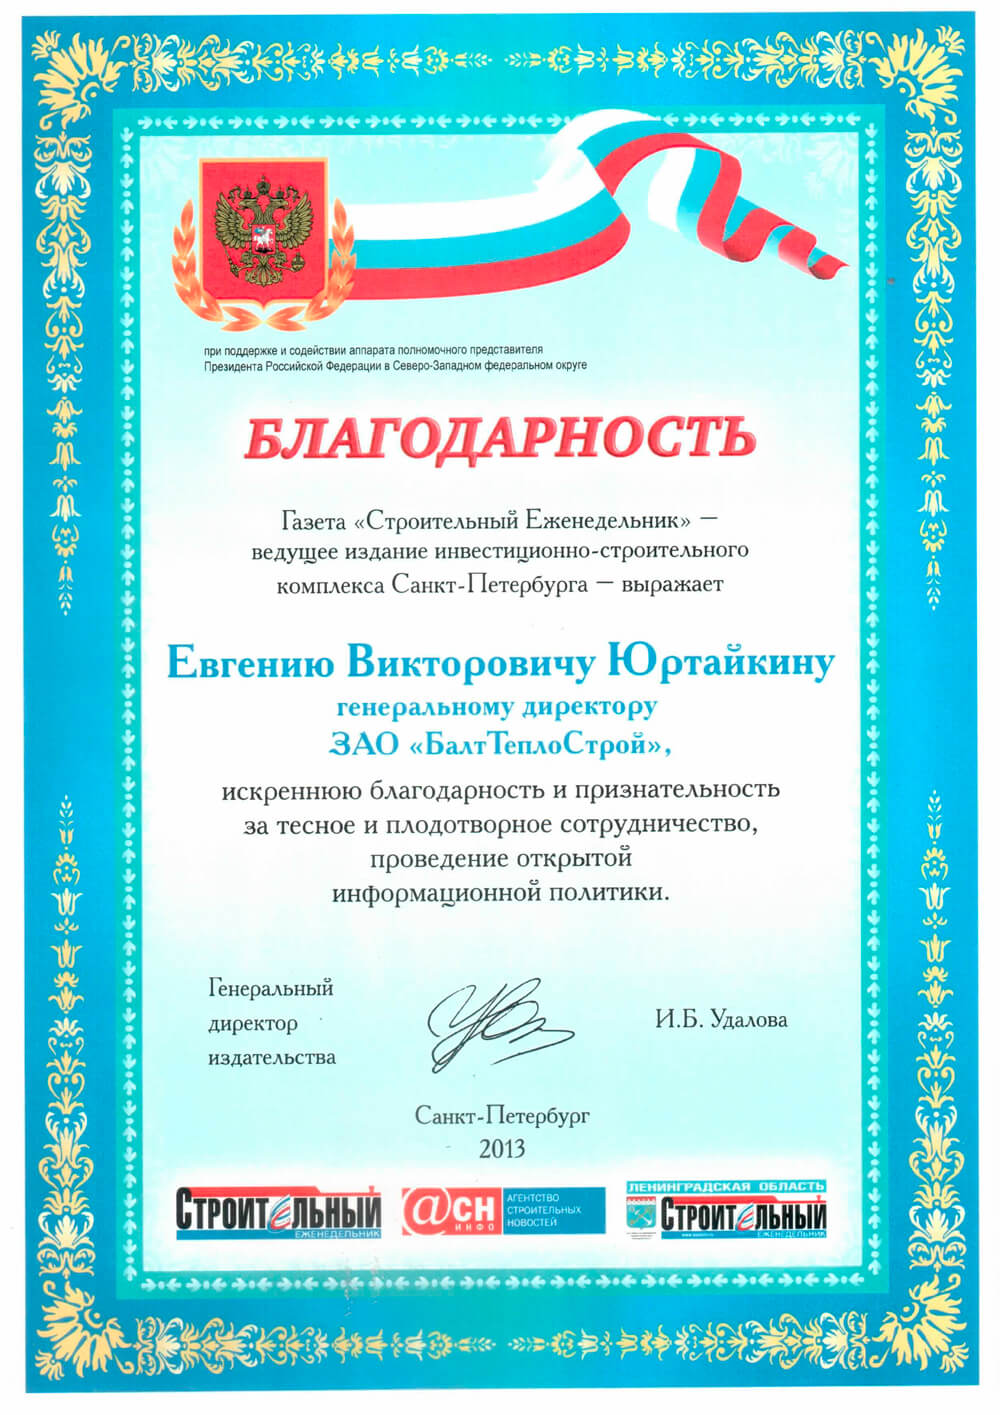 при поддержке и содействии аппарата полномочного представителя
Президента Российской Федерации в Северо-Западном федеральном округе
БЛАГОДАРНОСТЬ
Газета «Строительный Еженедельник» —
ведущее издание инвестиционно-строительного
комплекса Санкт-Петербурга — выражает
Евгению Викторовичу Юртайкину
генеральному директору
ЗАО «БалтТеплоСтрой»,
искреннюю благодарность и признательность
за тесное и плодотворное сотрудничество,
проведение открытой
информационной политики.
Генеральный
директор
издательства
И.Б. Удалова
Санкт-Петербург
2013
СТРОИТЕЛЬНЫЙ
ЕЖЕНЕДЕЛЬНИК
@СН
ИНФО
АГЕНТСТВО
СТРОИТЕЛЬНЫХ
НОВОСТЕЙ
ЛЕНИНГРАДСКАЯ ОБЛАСТЬ
СТРОИТЕЛЬНЫЙ
ЕЖЕНЕДЕЛЬНИК